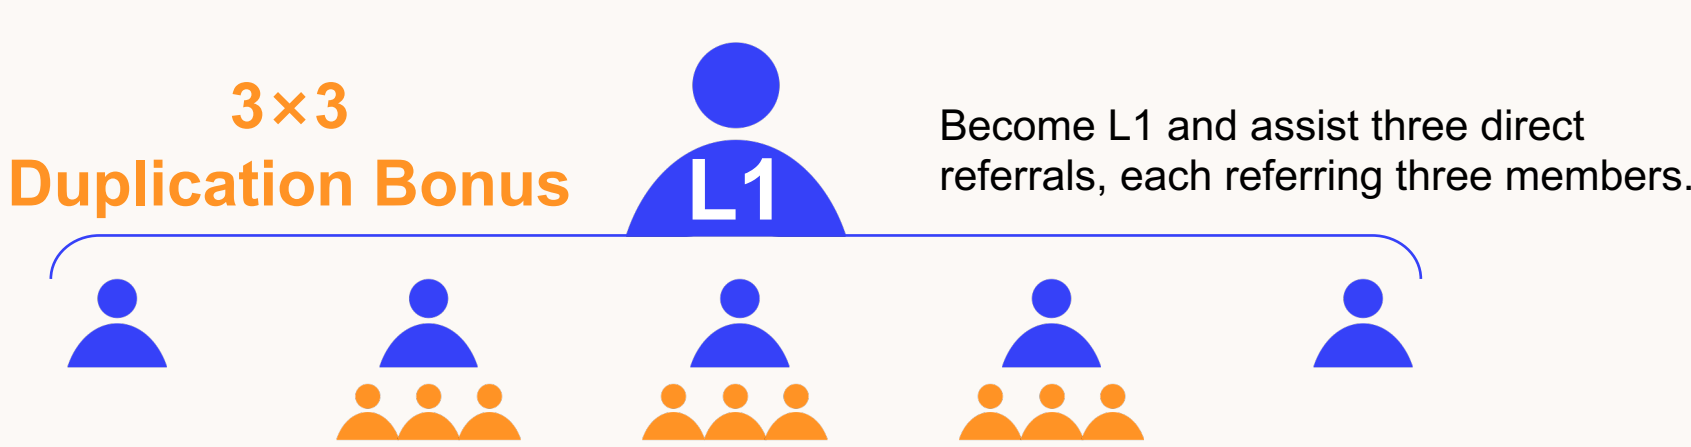 3×3
Duplication Bonus
L1
Become L1 and assist three direct
referrals, each referring three members.